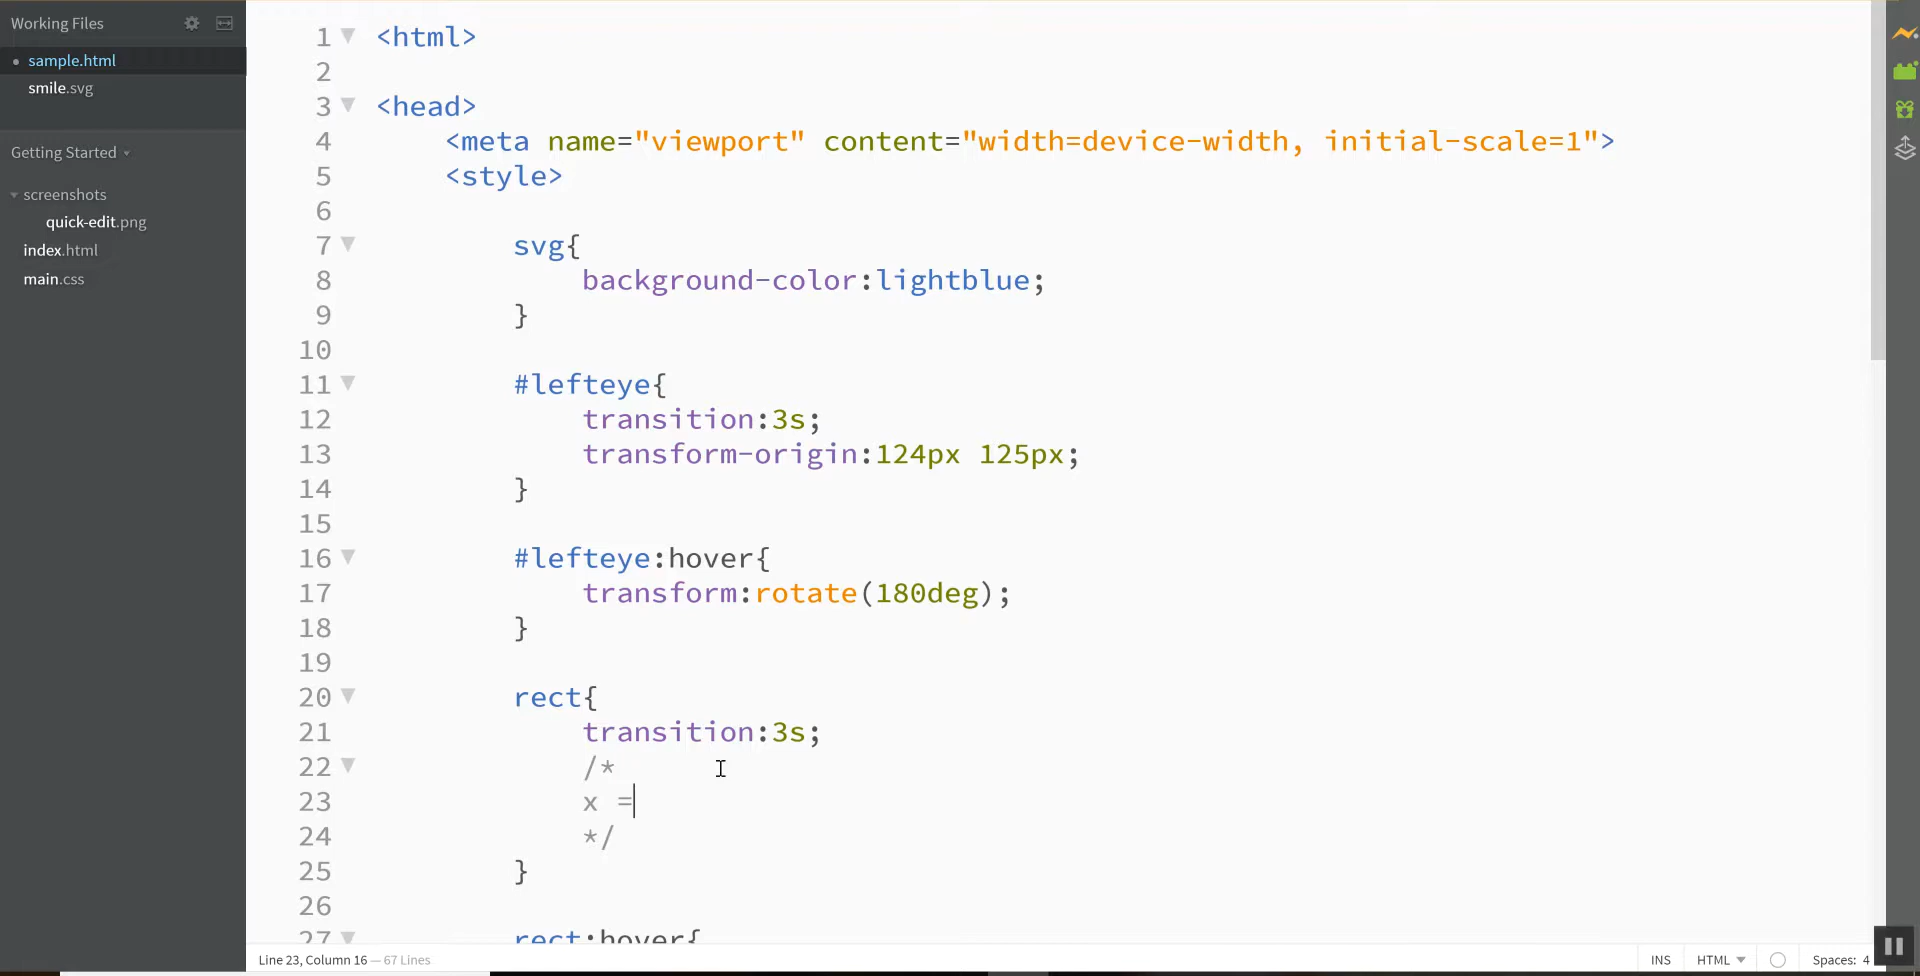 Working Files
sample.html
smile.svg
Getting Started
screenshots
quick-edit.png
index.html
main.css
1 <html>
2
3 <head>
4 <meta name="viewport" content="width=device-width, initial-scale=1">
5 <style>
6
7 svg{
8 background-color:lightblue;
9 }
10
11 #lefteye{
12 transition:3s;
13 transform-origin:124px 125px;
14 }
15
16 #lefteye:hover{
17 transform:rotate(180deg);
18 }
19
20 rect{
21 transition:3s;
22 /*
23 x =
24 */
25 }
26
27 rect:hover{
Line 23, Column 16 — 67 Lines
INS HTML Spaces: 4